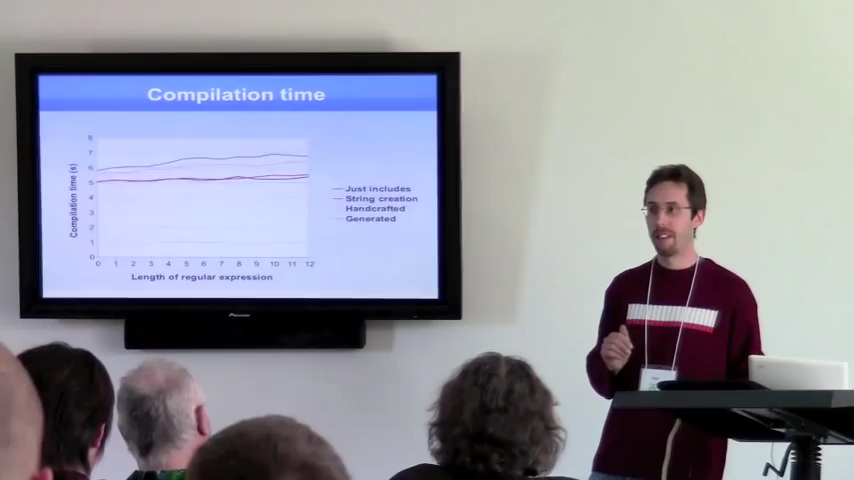 Compilation time
8
7
6
5
4
3
2
1
0
Compilation time (s)
0 1 2 3 4 5 6 7 8 9 10 11 12
Length of regular expression
Just includes
String creation
Handcrafted
Generated
Pioneer